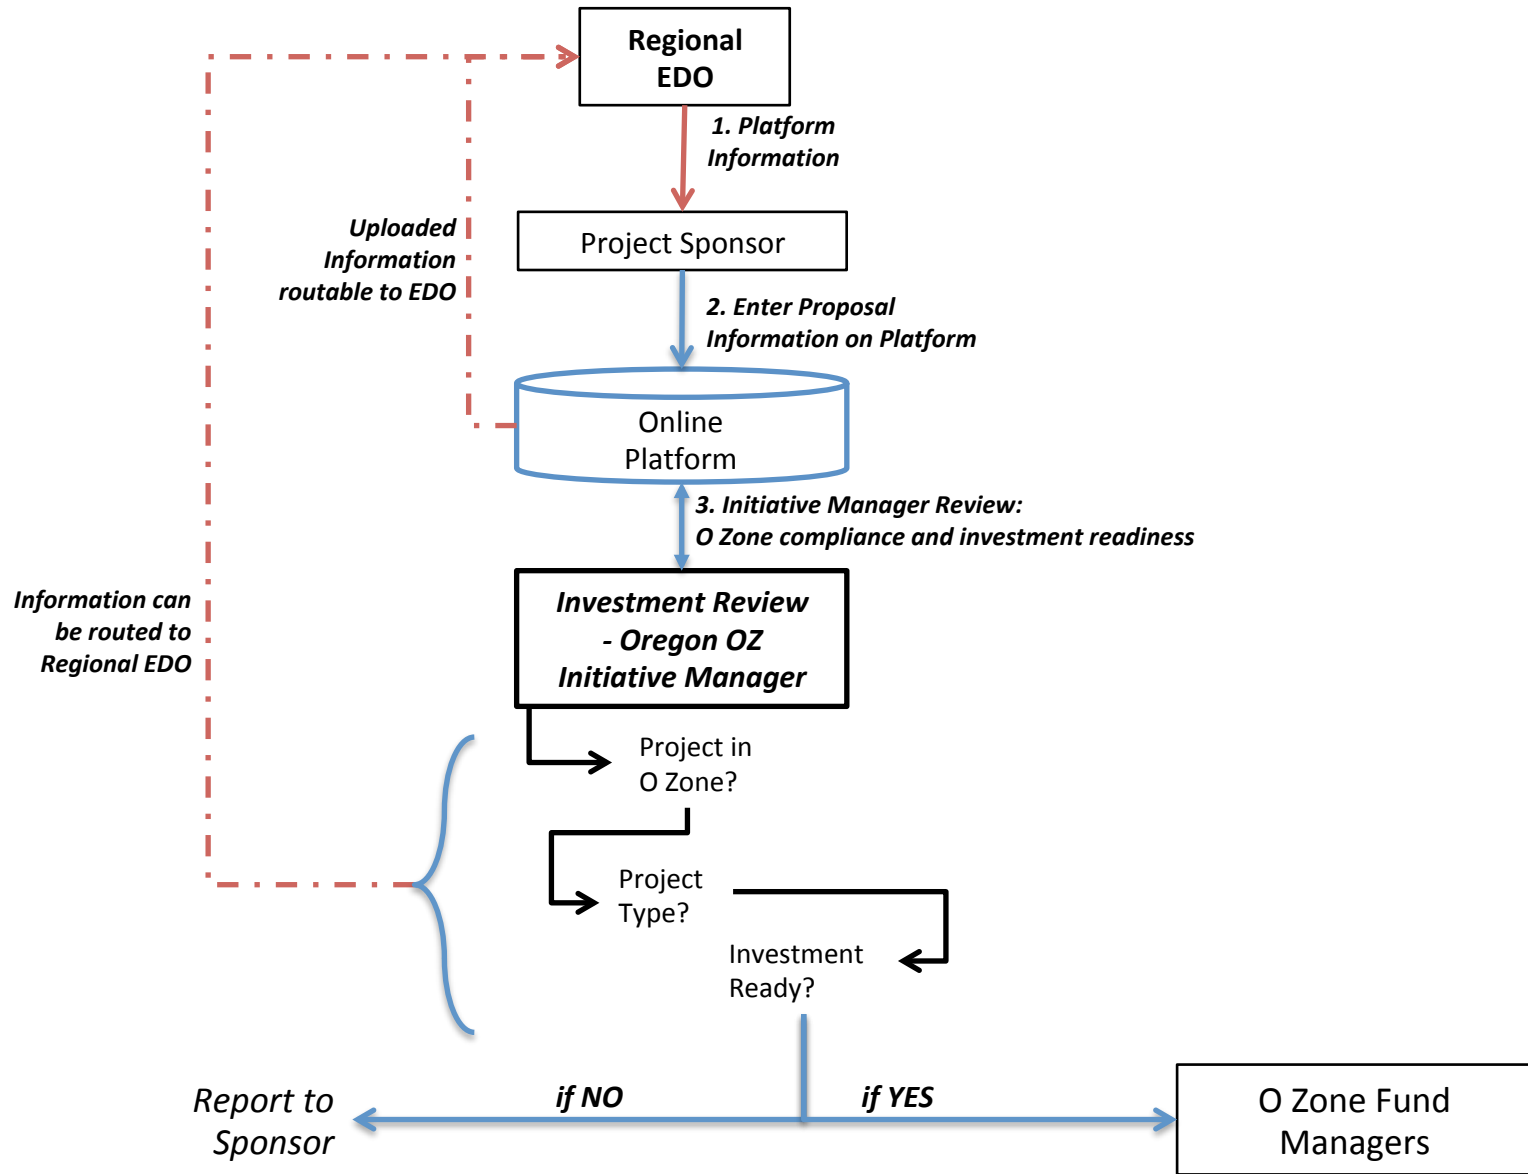 Regional
EDO
1. Platform
Information
Project Sponsor
Uploaded
Information
routable to EDO
2. Enter Proposal
Information on Platform
Online
Platform
3. Initiative Manager Review:
O Zone compliance and investment readiness
Investment Review
- Oregon OZ
Initiative Manager
Information can
be routed to
Regional EDO
Project in
O Zone?
Project
Type?
Investment
Ready?
if NO
if YES
Report to
Sponsor
O Zone Fund
Managers